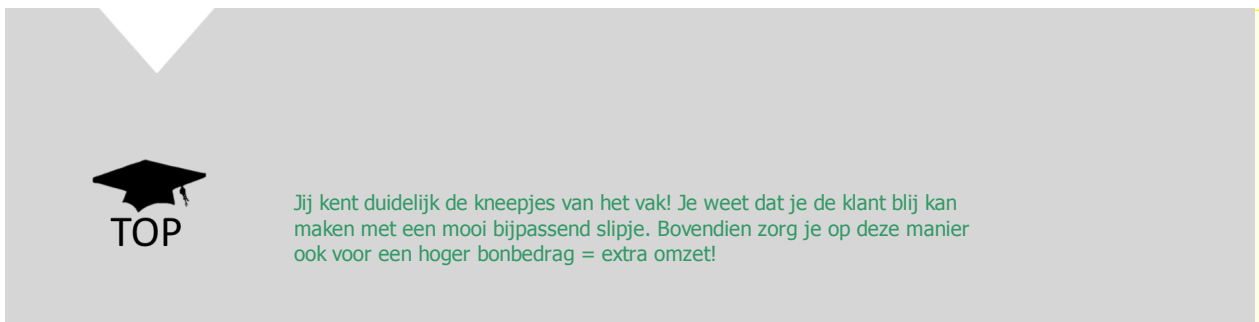 TOP
Jij kent duidelijk de kneepjes van het vak! Je weet dat je de klant blij kan
maken met een mooi bijpassend slipje. Bovendien zorg je op deze manier
ook voor een hoger bonbedrag = extra omzet!